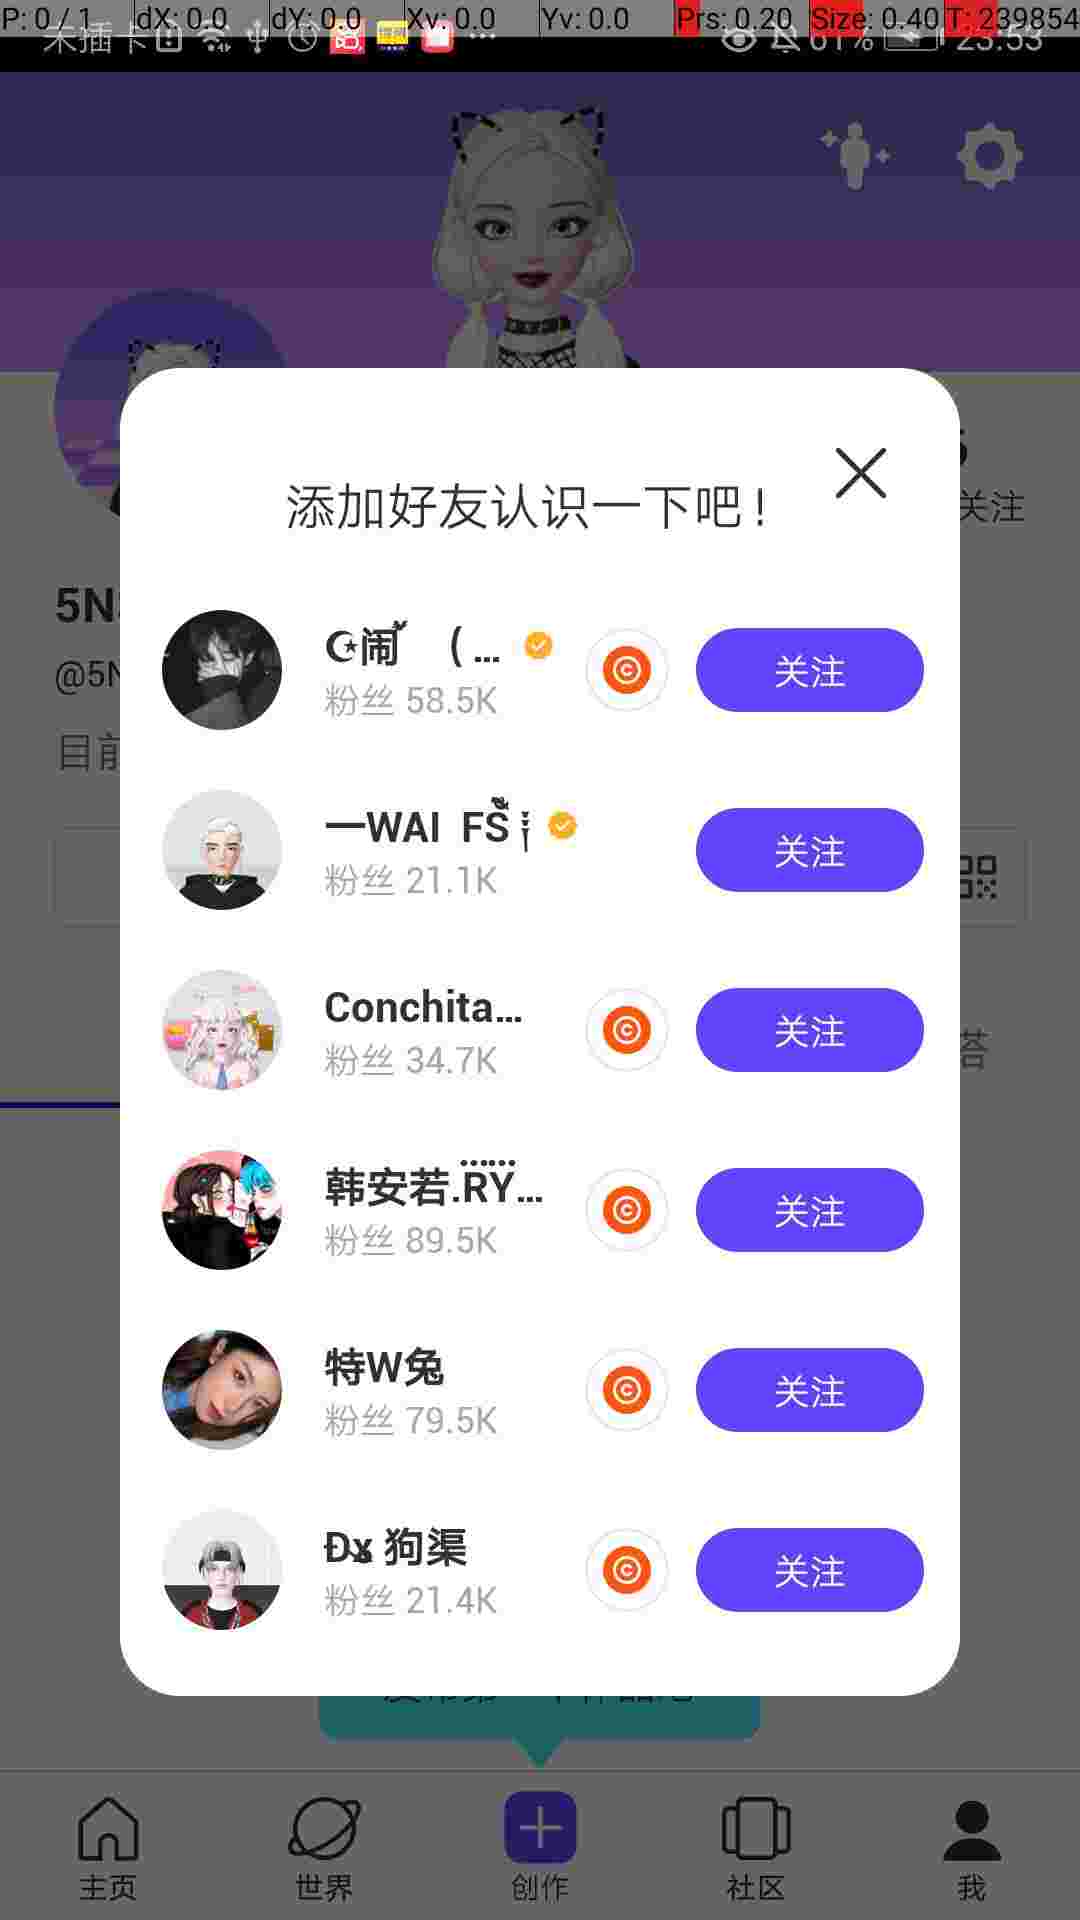 P: 0 / 1 dX: 0.0 dY: 0.0 Xv: 0.0 Yv: 0.0 Prs: 0.20 Size: 0.40 T: 239854
未插卡 61% 23:53
关注
添加好友认识一下吧!
5N
@5N
目前
闹 ( ...
粉丝 58.5K
关注
一WAI FS
粉丝 21.1K
关注
Conchita...
粉丝 34.7K
关注
韩安若.RY...
粉丝 89.5K
关注
特W兔
粉丝 79.5K
关注
狗渠
粉丝 21.4K
关注
主页
世界
创作
社区
我